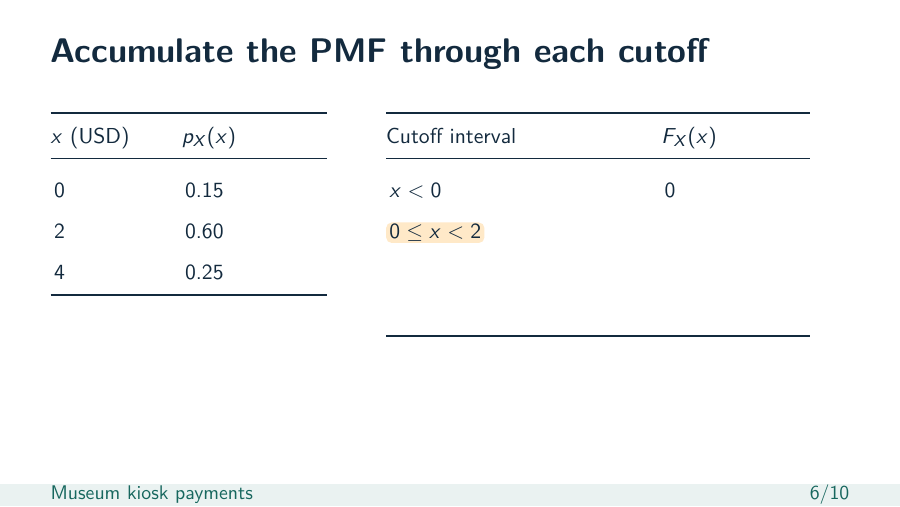 Accumulate the PMF through each cutoff
x (USD) p_X(x)
0 0.15
2 0.60
4 0.25
Cutoff interval F_X(x)
x < 0 0
0 ≤ x < 2
Museum kiosk payments 6/10